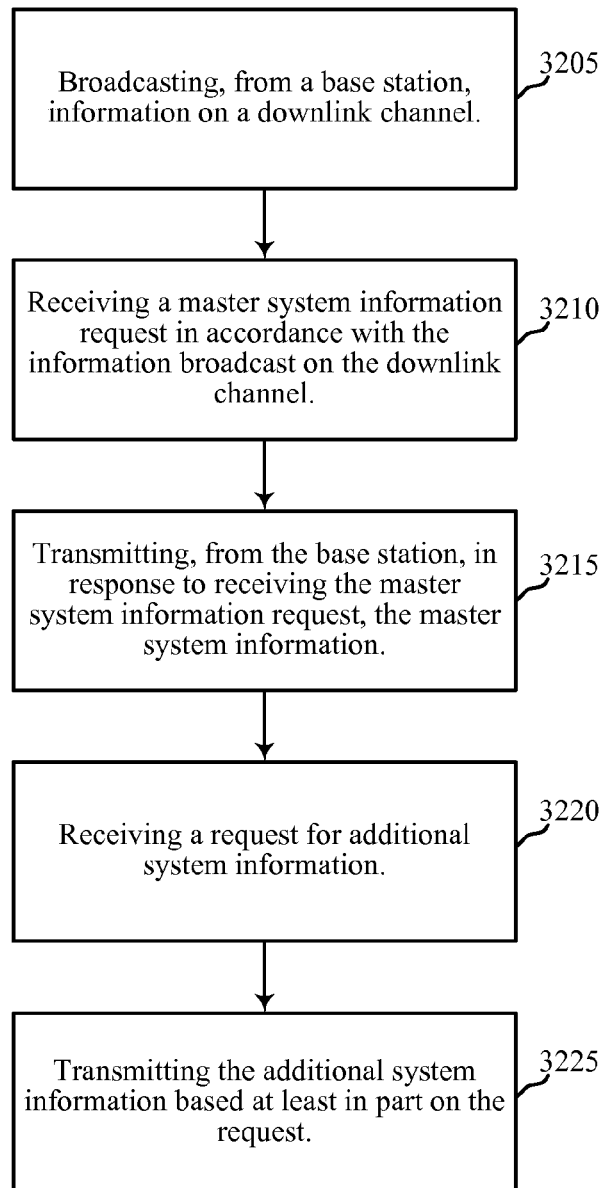 Broadcasting, from a base station,
information on a downlink channel.
3205
Receiving a master system information
request in accordance with the
information broadcast on the downlink
channel.
3210
Transmitting, from the base station, in
response to receiving the master
system information request, the master
system information.
3215
Receiving a request for additional
system information.
3220
Transmitting the additional system
information based at least in part on the
request.
3225